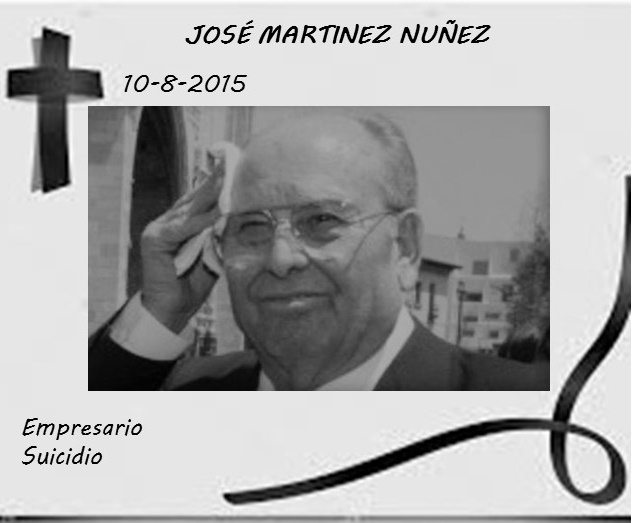 JOSÉ MARTINEZ NUÑEZ
10-8-2015
Empresario
Suicidio